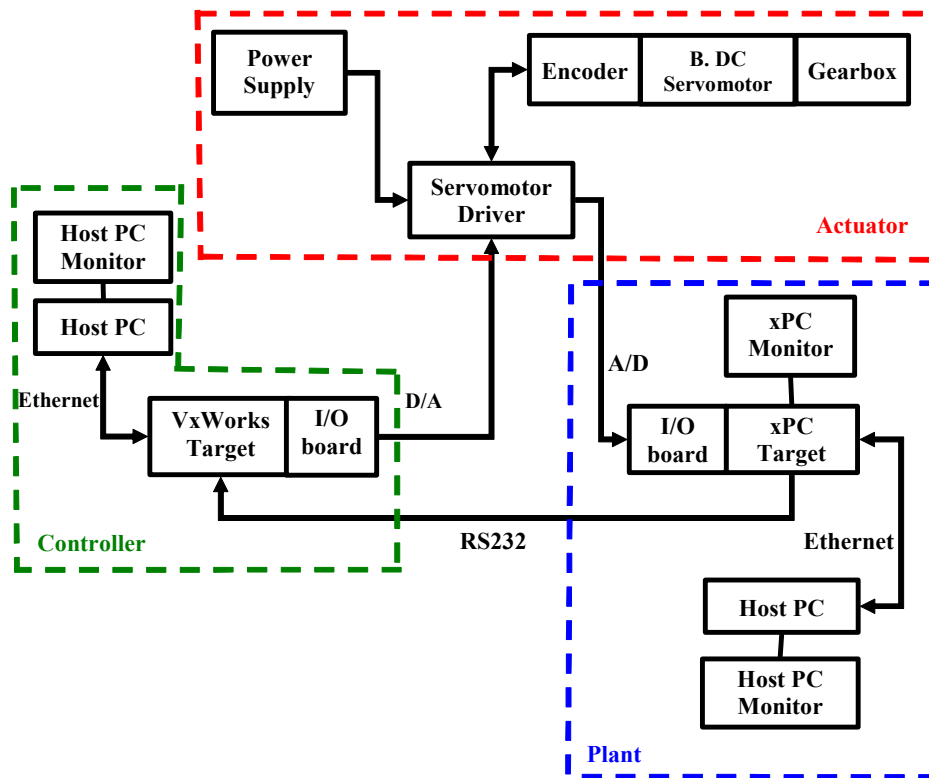 Power
Supply
Encoder
B. DC
Servomotor
Gearbox
Servomotor
Driver
Actuator
Host PC
Monitor
Host PC
Ethernet
VxWorks
Target
I/O
board
D/A
Controller
RS232
A/D
xPC
Monitor
I/O
board
xPC
Target
Ethernet
Host PC
Host PC
Monitor
Plant